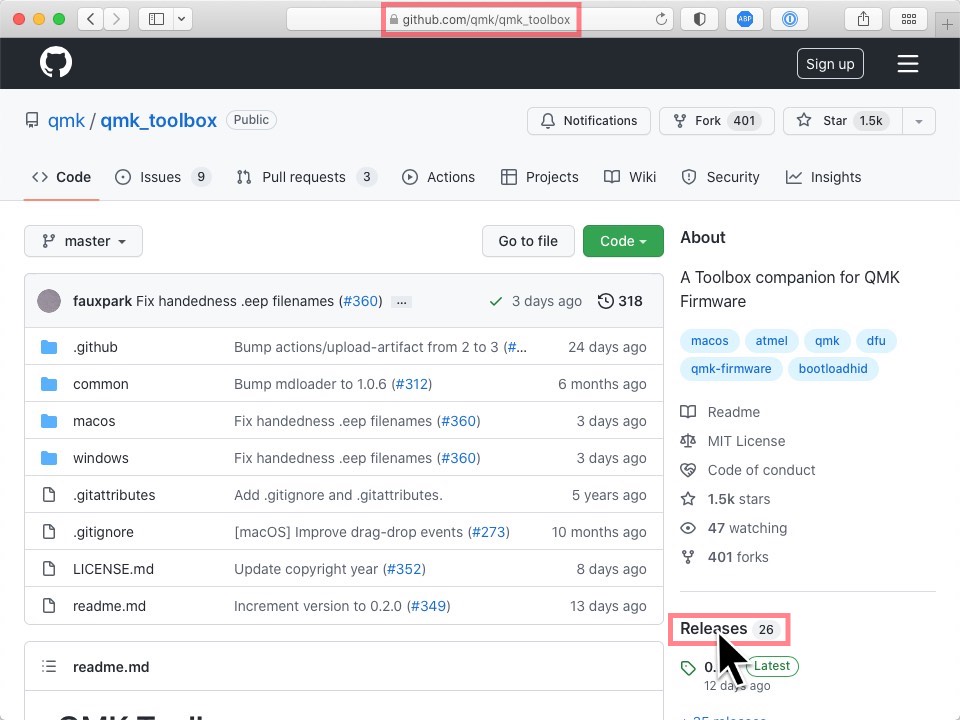 github.com/qmk/qmk_toolbox
ABP
Sign up
qmk / qmk_toolbox Public
Notifications Fork 401 Star 1.5k
Code Issues 9 Pull requests 3 Actions Projects Wiki Security Insights
master Go to file Code
About
A Toolbox companion for QMK
Firmware
macos atmel qmk dfu
qmk-firmware bootloadhid
Readme
MIT License
Code of conduct
1.5k stars
47 watching
401 forks
Releases 26
0. Latest
12 days ago
fauxpark Fix handedness .eep filenames (#360) ... 3 days ago 318
.github Bump actions/upload-artifact from 2 to 3 (#... 24 days ago
common Bump mdloader to 1.0.6 (#312) 6 months ago
macos Fix handedness .eep filenames (#360) 3 days ago
windows Fix handedness .eep filenames (#360) 3 days ago
.gitattributes Add .gitignore and .gitattributes. 5 years ago
.gitignore [macOS] Improve drag-drop events (#273) 10 months ago
LICENSE.md Update copyright year (#352) 8 days ago
readme.md Increment version to 0.2.0 (#349) 13 days ago
readme.md